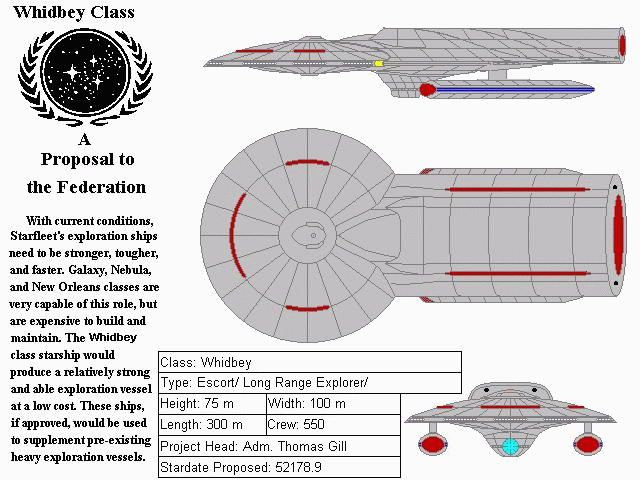 Whidbey Class
A
Proposal to
the Federation
With current conditions,
Starfleet's exploration ships
need to be stronger, tougher,
and faster. Galaxy, Nebula,
and New Orleans classes are
very capable of this role, but
are expensive to build and
maintain. The Whidbey
class starship would
produce a relatively strong
and able exploration vessel
at a low cost. These ships,
if approved, would be used
to supplement pre-existing
heavy exploration vessels.
Class: Whidbey
Type: Escort/ Long Range Explorer/
Height: 75 m Width: 100 m
Length: 300 m Crew: 550
Project Head: Adm. Thomas Gill
Stardate Proposed: 52178.9